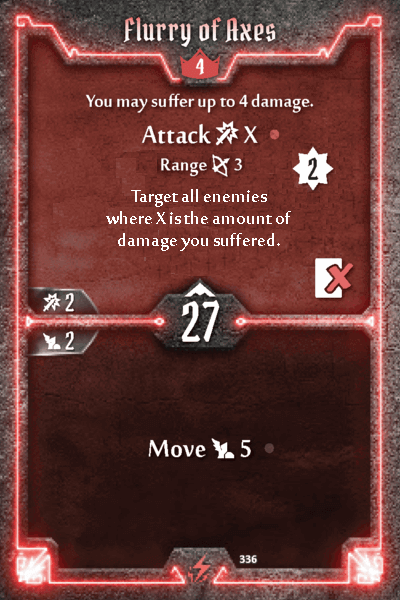 Flurry of Axes
4
You may suffer up to 4 damage.
Attack X
Range 3
2
Target all enemies
where X is the amount of
damage you suffered.
2
27
2
Move 5
336